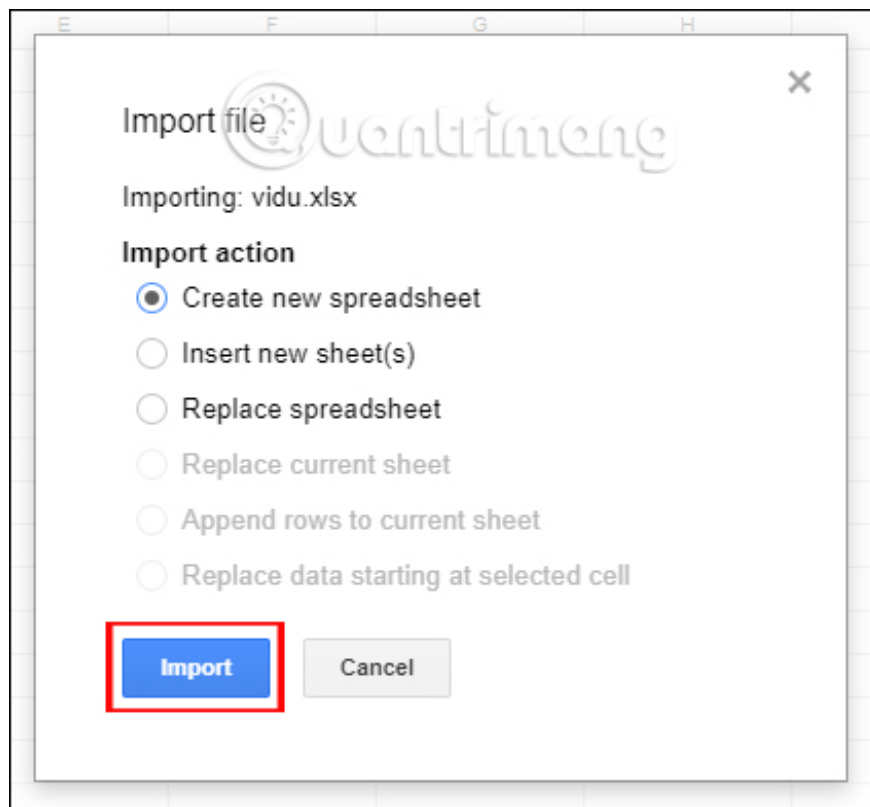 E F G H
Import file
Quantrimang
Importing: vidu.xlsx
Import action
Create new spreadsheet
Insert new sheet(s)
Replace spreadsheet
Replace current sheet
Append rows to current sheet
Replace data starting at selected cell
Import Cancel